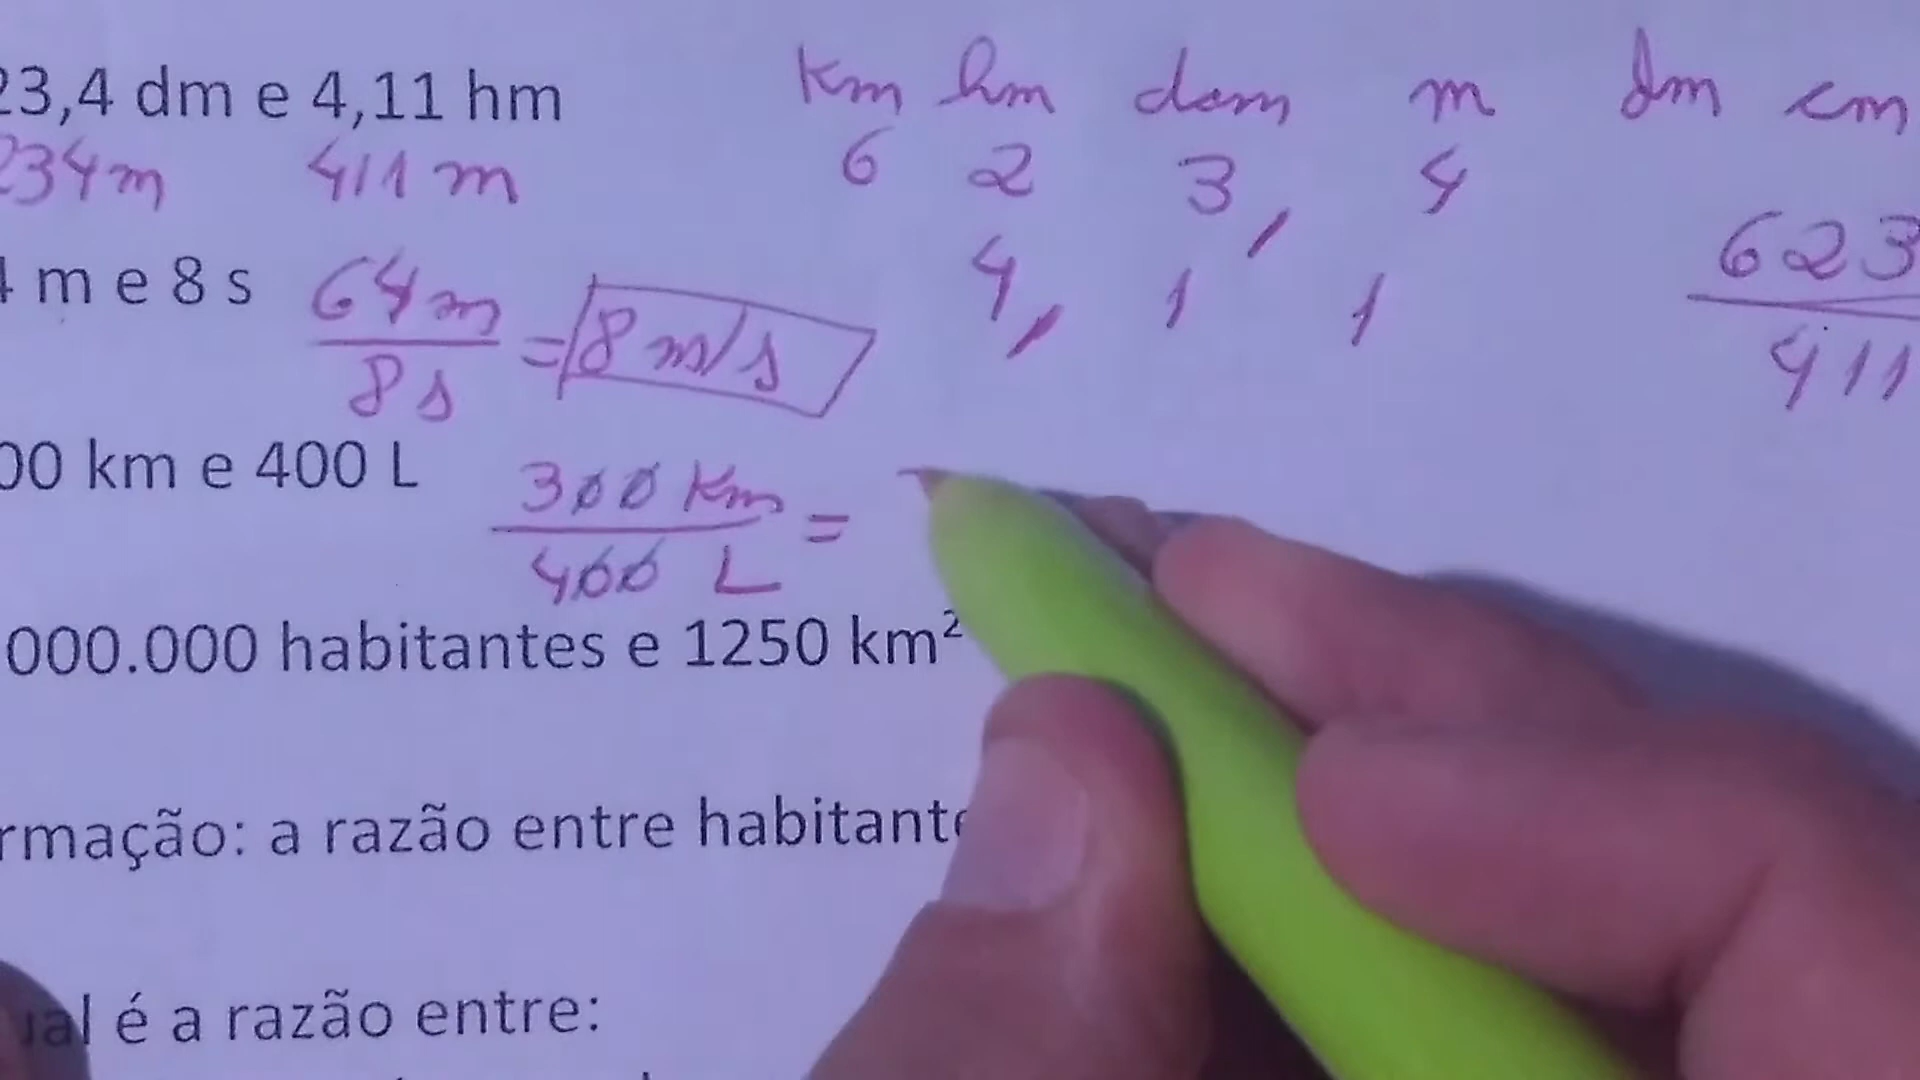 23,4 dm e 4,11 hm
234m 411 m
km hm dam m dm cm
6 2 3, 4
4, 1 1
623
411
4 m e 8 s
64m
8s
= 8 m/s
00 km e 400 L
300 Km
400 L
=
000.000 habitantes e 1250 km²
rmação: a razão entre habitante
ual é a razão entre: